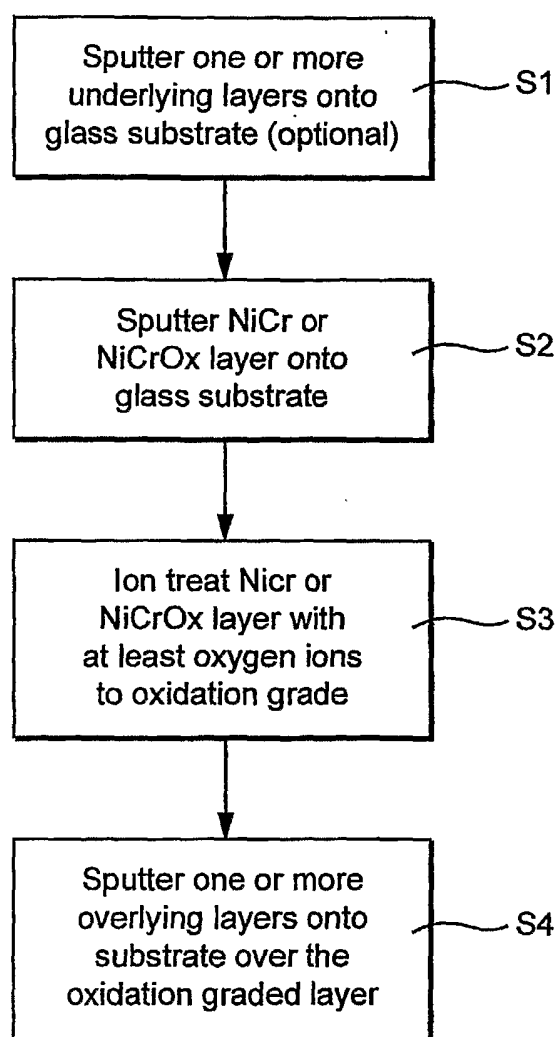 Sputter one or more
underlying layers onto
glass substrate (optional)
S1
Sputter NiCr or
NiCrOx layer onto
glass substrate
S2
Ion treat Nicr or
NiCrOx layer with
at least oxygen ions
to oxidation grade
S3
Sputter one or more
overlying layers onto
substrate over the
oxidation graded layer
S4